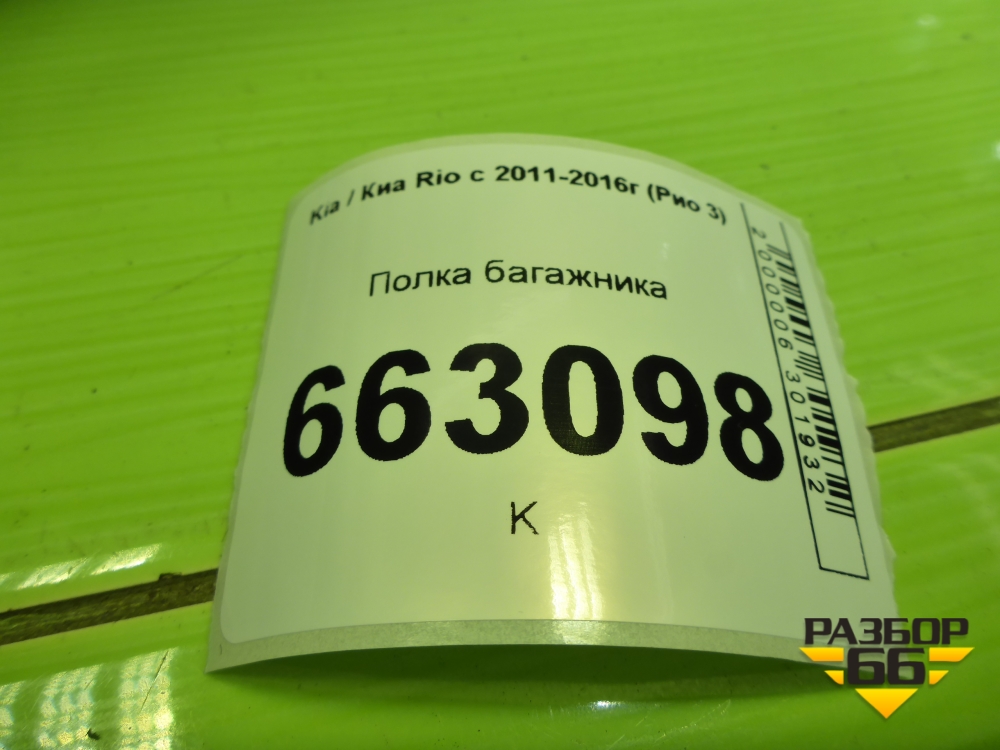 Kia / Киа Rio с 2011-2016г (Рио 3)
Полка багажника
663098
К
2000006301932
РАЗБОР
66